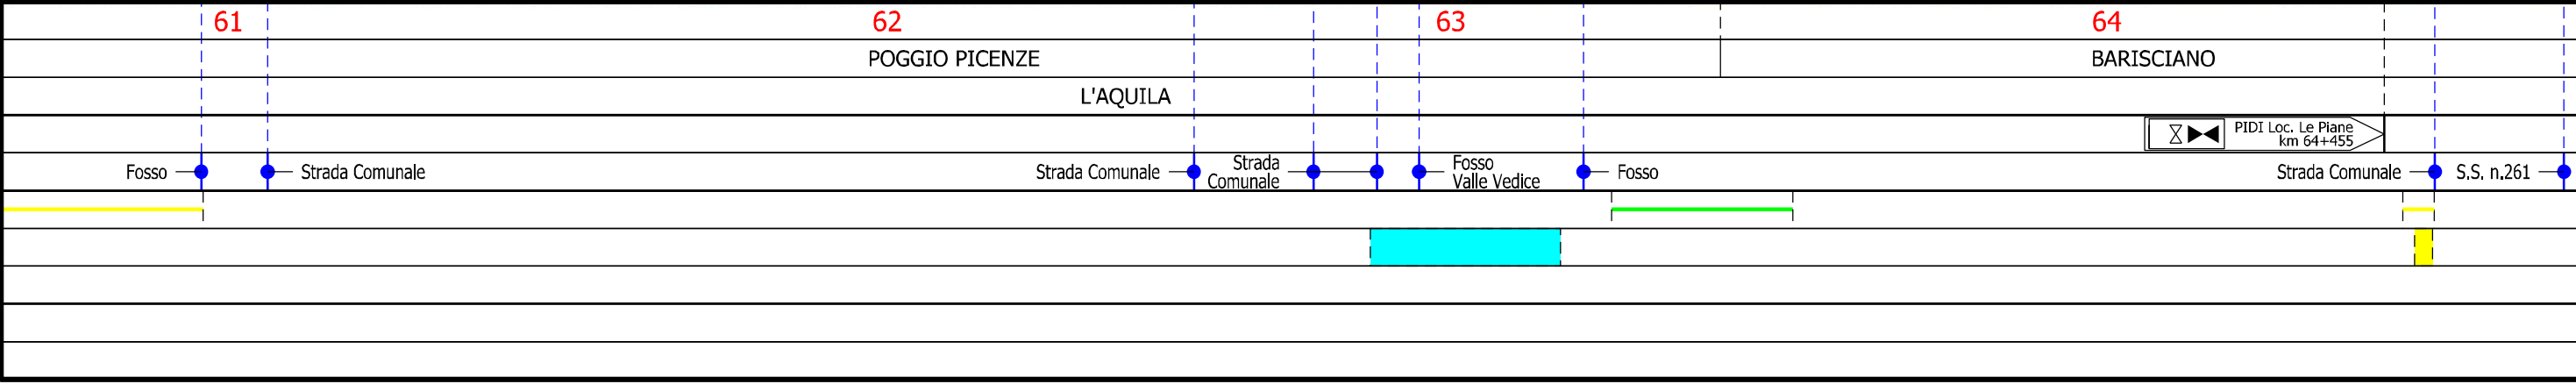 61 62 63 64
POGGIO PICENZE BARISCIANO
L'AQUILA
PIDI Loc. Le Piane
km 64+455
Fosso Strada Comunale Strada Comunale Strada
Comunale
Fosso
Valle Vedice
Fosso Strada Comunale S.S. n.261